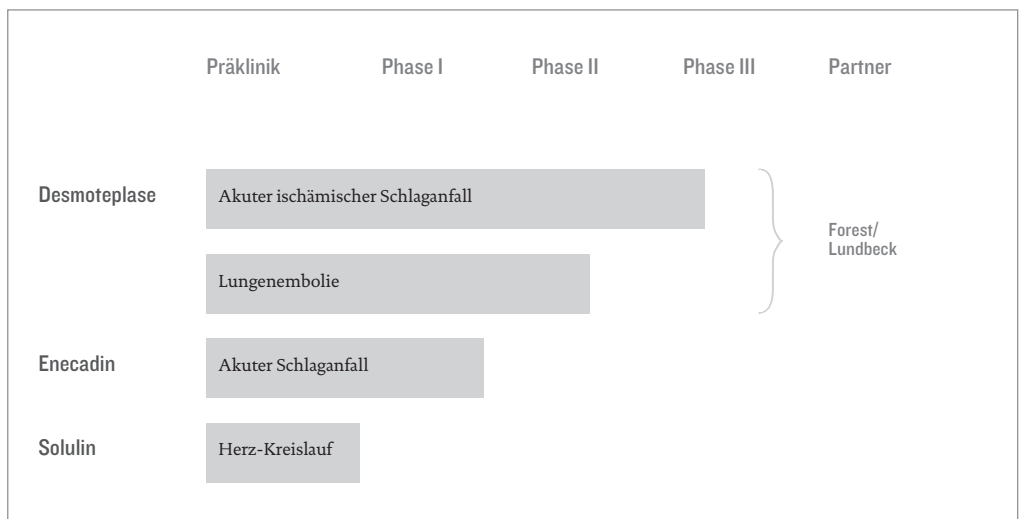 Präklinik Phase I Phase II Phase III Partner
Desmoteplase Akuter ischämischer Schlaganfall
Forest/
Lundbeck
Lungenembolie
Enecadin Akuter Schlaganfall
Solulin Herz-Kreislauf